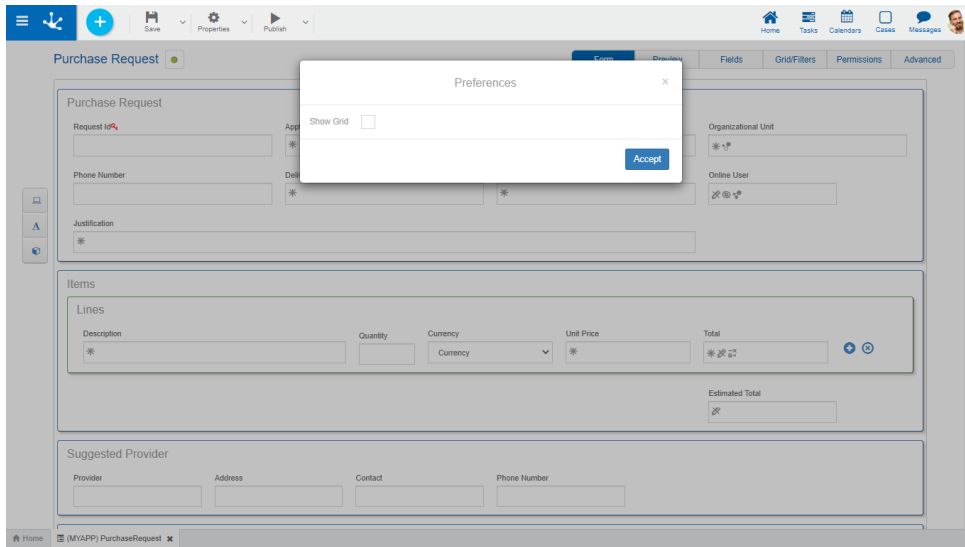 Save
Properties
Publish
Home
Tasks
Calendars
Cases
Messages
Purchase Request
Form
Preview
Fields
Grid/Filters
Permissions
Advanced
Preferences
×
Show Grid
Accept
Purchase Request
Request Id
Organizational Unit
Phone Number
Online User
Justification
A
Items
Lines
Description
Quantity
Currency
Unit Price
Total
Currency
Estimated Total
Suggested Provider
Provider
Address
Contact
Phone Number
Home
(MYAPP) PurchaseRequest